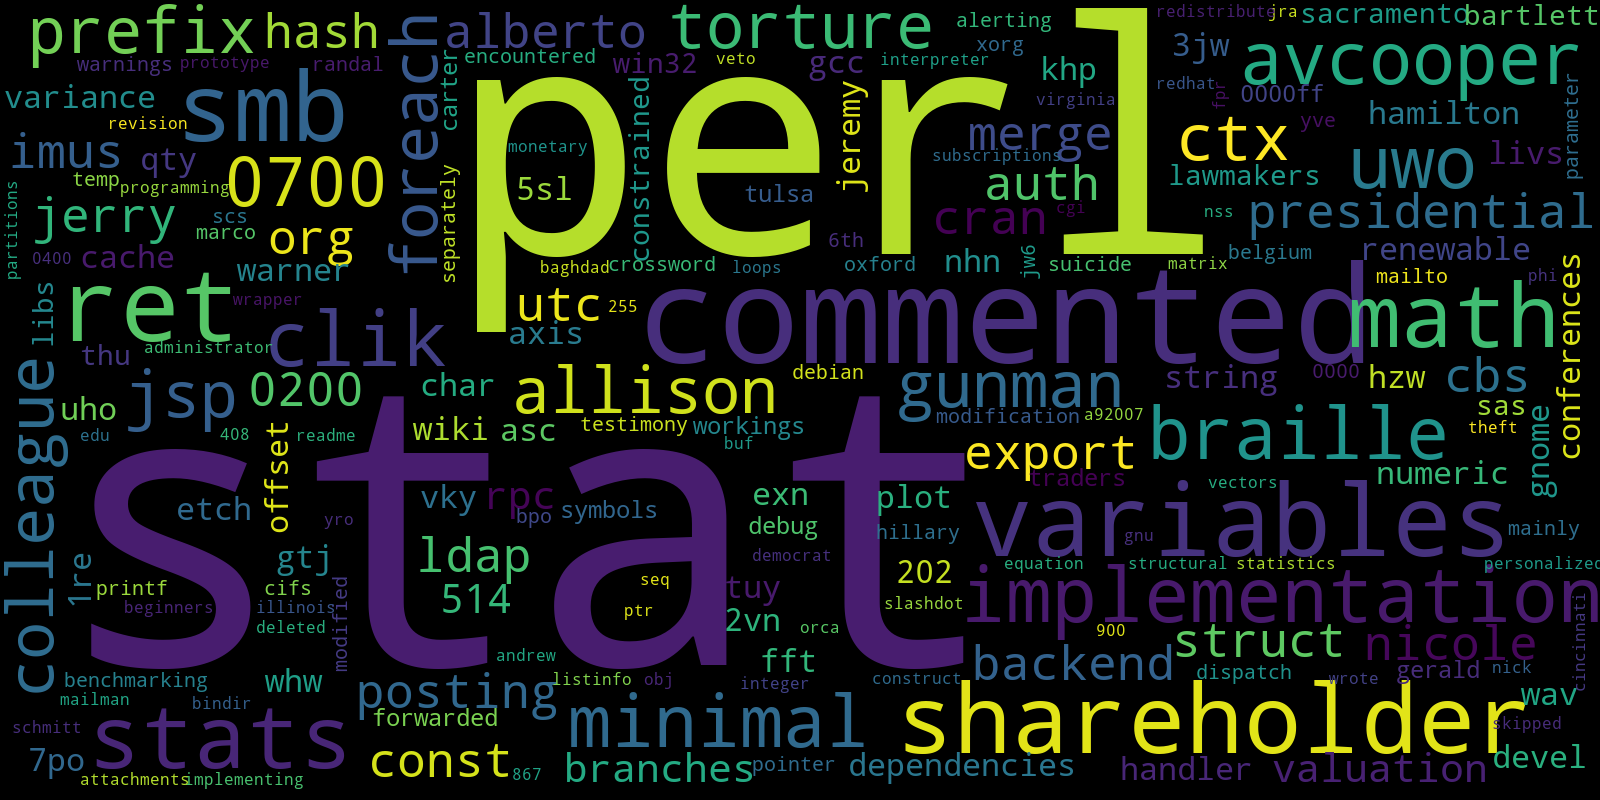 perl
stat
commented
shareholder
variables
implementation
math
minimal
stats
ret
smb
clik
prefix
hash
foreach
alberto
torture
encountered
win32
veto
gcc
alerting
xorg
interpreter
khp
redistribute
jra
sacramento
bartlett
3jw
avcooper
redhat
fpr
0000ff
hamilton
parameter
warnings
prototype
randal
carter
variance
revision
imus
qty
0700
temp
programming
monetary
5sl
constrained
jeremy
tulsa
virginia
merge
subscriptions
auth
ctx
yve
uwo
livs
lawmakers
partitions
jerry
scs
marco
org
separately
cran
cgi
nss
presidential
0400
cache
warner
6th
baghdad
crossword
loops
oxford
nhn
jw6
suicide
matrix
belgium
renewable
mailto
phi
libs
wrapper
utc
255
axis
thu
administrator
conferences
colleague
jsp
0200
char
allison
debian
gunman
string
0000
hzw
cbs
uho
edu
408
readme
wiki
asc
testimony
workings
buf
modification
a92007
braille
sas
theft
gnome
offset
export
traders
numeric
etch
yro
vky
rpc
bpo
symbols
exn
debug
plot
hillary
vectors
gnu
mainly
1re
gtj
ldap
democrat
equation
structural
statistics
personalized
printf
cifs
modified
514
seq
tuy
202
beginners
illinois
deleted
ptr
2vn
orca
slashdot
900
struct
nicole
cincinnati
benchmarking
whw
andrew
fft
backend
dispatch
gerald
nick
mailman
bindir
posting
listinfo
obj
integer
construct
wrote
wav
schmitt
forwarded
skipped
7po
attachments
implementing
const
867
branches
pointer
dependencies
handler
valuation
devel